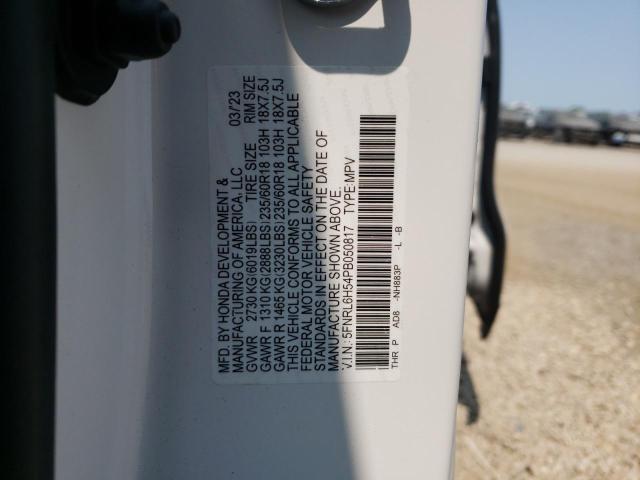 MFD. BY HONDA DEVELOPMENT &
MANUFACTURING OF AMERICA, LLC 03/'23
GVWR 2730 KG(6019LBS) TIRE SIZE RIM SIZE
GAWR F 1310 KG(2888LBS)235/60R18 103H 18X7.5J
GAWR R 1465 KG(3230LBS)235/60R18 103H 18X7.5J
THIS VEHICLE CONFORMS TO ALL APPLICABLE
FEDERAL MOTOR VEHICLE SAFETY
STANDARDS IN EFFECT ON THE DATE OF
MANUFACTURE SHOWN ABOVE.
V.I.N.: 5FNRL6H54PB050817 TYPE:MPV
THR P AD8 -NH883P -L -B